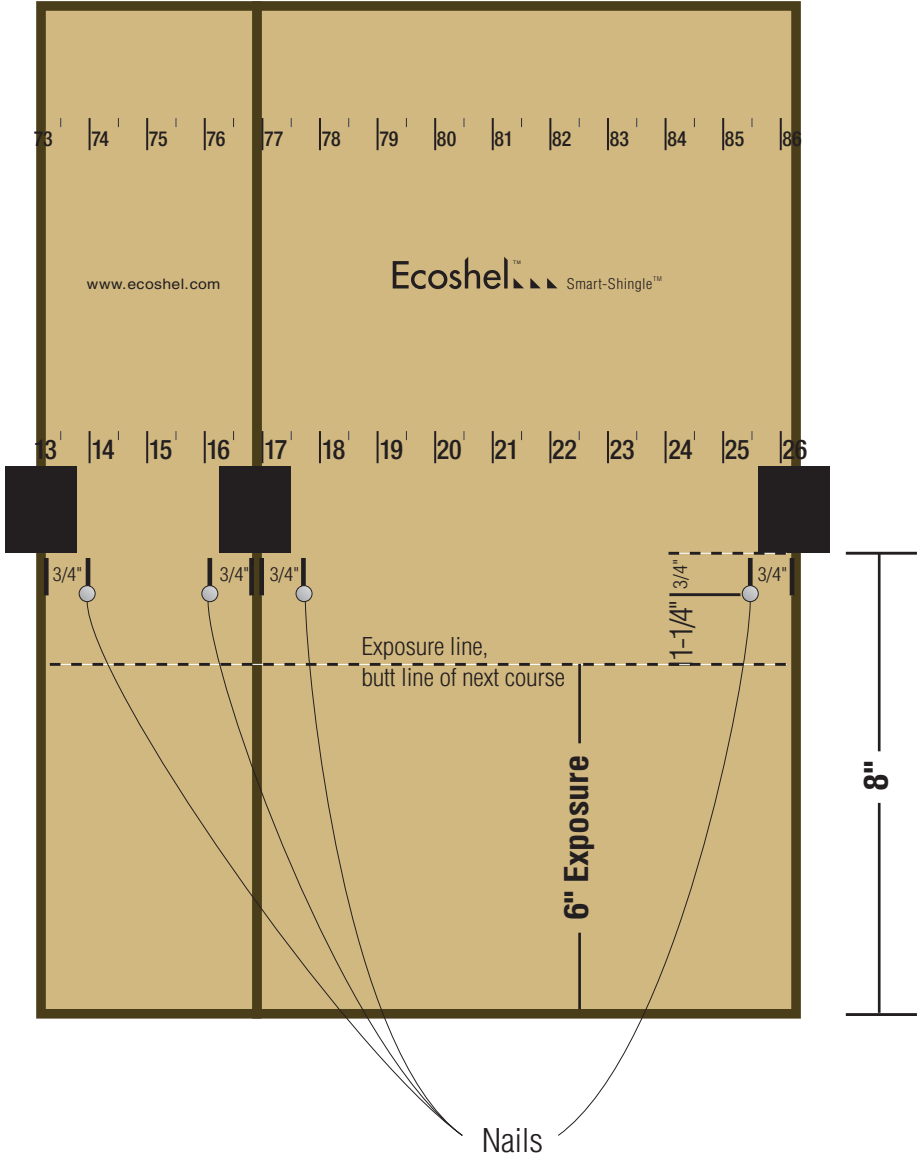 73 74 75 76 77 78 79 80 81 82 83 84 85 86
www.ecoshel.com
Ecoshel™ Smart-Shingle™
13 14 15 16 17 18 19 20 21 22 23 24 25 26
3/4" 3/4" 3/4" 3/4" 3/4"
1-1/4"
Exposure line,
butt line of next course
6" Exposure
8"
Nails